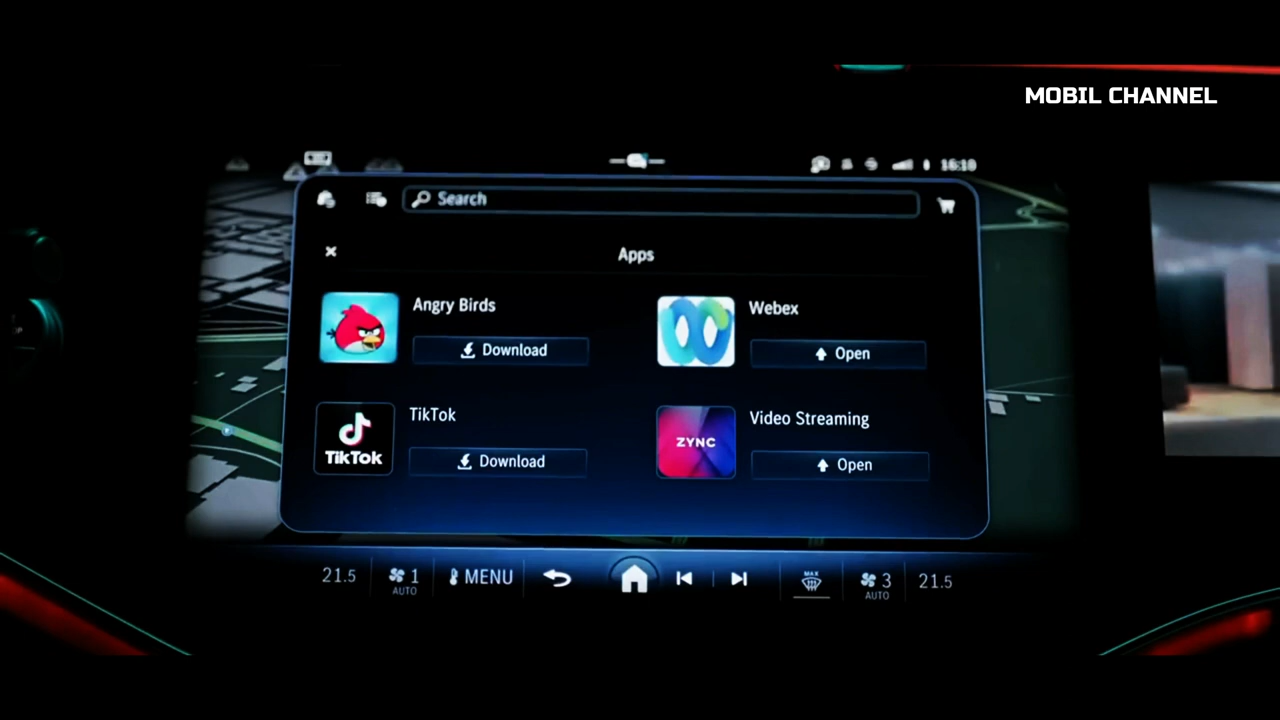 MOBIL CHANNEL
16:10
Search
Apps
Angry Birds
Download
Webex
Open
TikTok
TikTok
Download
Video Streaming
ZYNC
Open
21.5
1
AUTO
MENU
MAX
3
AUTO
21.5